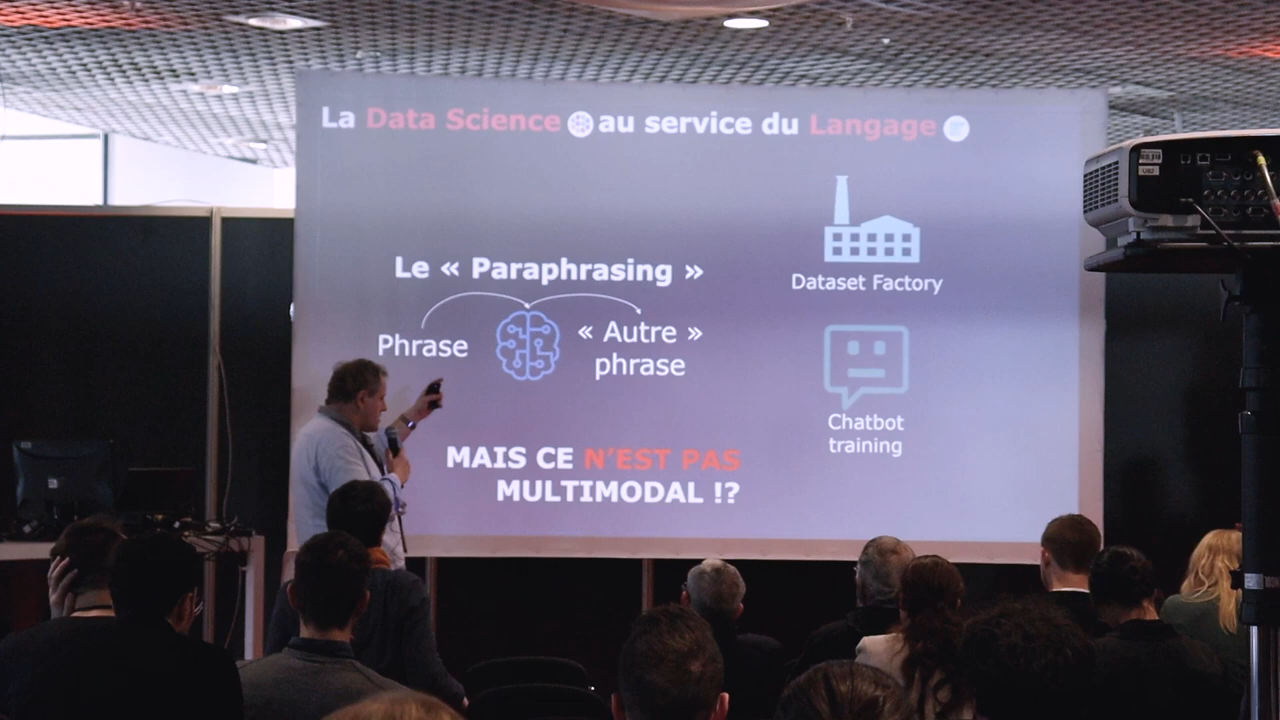 La Data Science au service du Langage
Le « Paraphrasing »
Phrase
« Autre »
phrase
MAIS CE N'EST PAS
MULTIMODAL !?
Dataset Factory
Chatbot
training